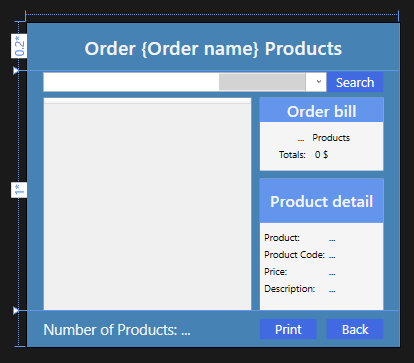 0.2*
Order {Order name} Products
Search
Order bill
... Products
Totals: 0 $
1*
Product detail
Product: ...
Product Code: ...
Price: ...
Description: ...
Number of Products: ...
Print
Back